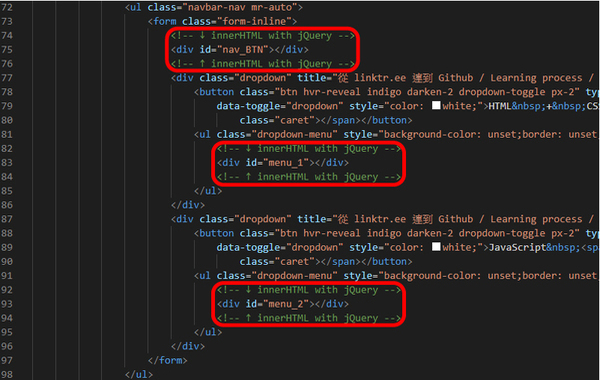 72 <ul class="navbar-nav mr-auto">
73 <form class="form-inline">
74 <!-- ↓ innerHTML with jQuery -->
75 <div id="nav_BTN"></div>
76 <!-- ↑ innerHTML with jQuery -->
77 <div class="dropdown" title="從 linktr.ee 連到 Github / Learning process /
78 <button class="btn hvr-reveal indigo darken-2 dropdown-toggle px-2" typ
79 data-toggle="dropdown" style="color: white;">HTML&nbsp;+&nbsp;CSS
80 class="caret"></span></button>
81 <ul class="dropdown-menu" style="background-color: unset;border: unset;
82 <!-- ↓ innerHTML with jQuery -->
83 <div id="menu_1"></div>
84 <!-- ↑ innerHTML with jQuery -->
85 </ul>
86 </div>
87 <div class="dropdown" title="從 linktr.ee 連到 Github / Learning process /
88 <button class="btn hvr-reveal indigo darken-2 dropdown-toggle px-2" typ
89 data-toggle="dropdown" style="color: white;">JavaScript&nbsp;<spa
90 class="caret"></span></button>
91 <ul class="dropdown-menu" style="background-color: unset;border: unset;
92 <!-- ↓ innerHTML with jQuery -->
93 <div id="menu_2"></div>
94 <!-- ↑ innerHTML with jQuery -->
95 </ul>
96 </div>
97 </form>
98 </ul>